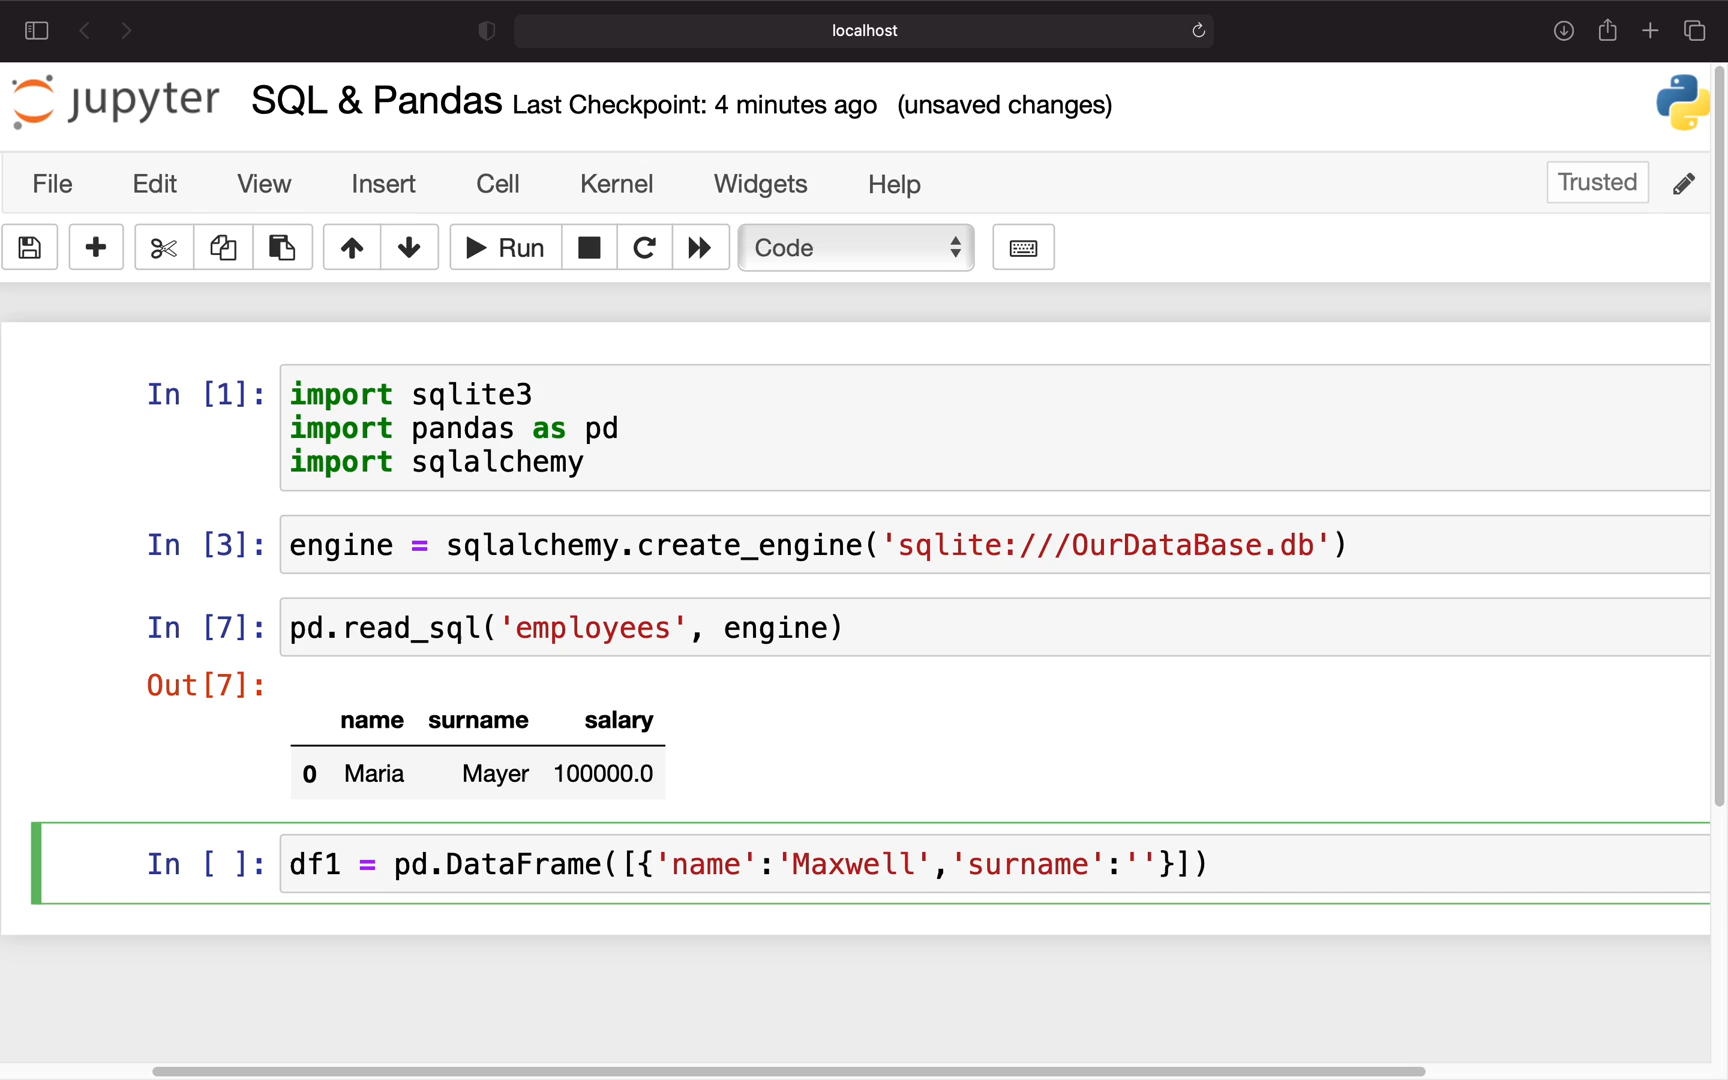 localhost
jupyter SQL & Pandas Last Checkpoint: 4 minutes ago (unsaved changes)
File Edit View Insert Cell Kernel Widgets Help Trusted
Run Code
In [1]: import sqlite3
import pandas as pd
import sqlalchemy
In [3]: engine = sqlalchemy.create_engine('sqlite:///OurDataBase.db')
In [7]: pd.read_sql('employees', engine)
Out[7]:
name surname salary
0 Maria Mayer 100000.0
In [ ]: df1 = pd.DataFrame([{'name':'Maxwell','surname':''}])